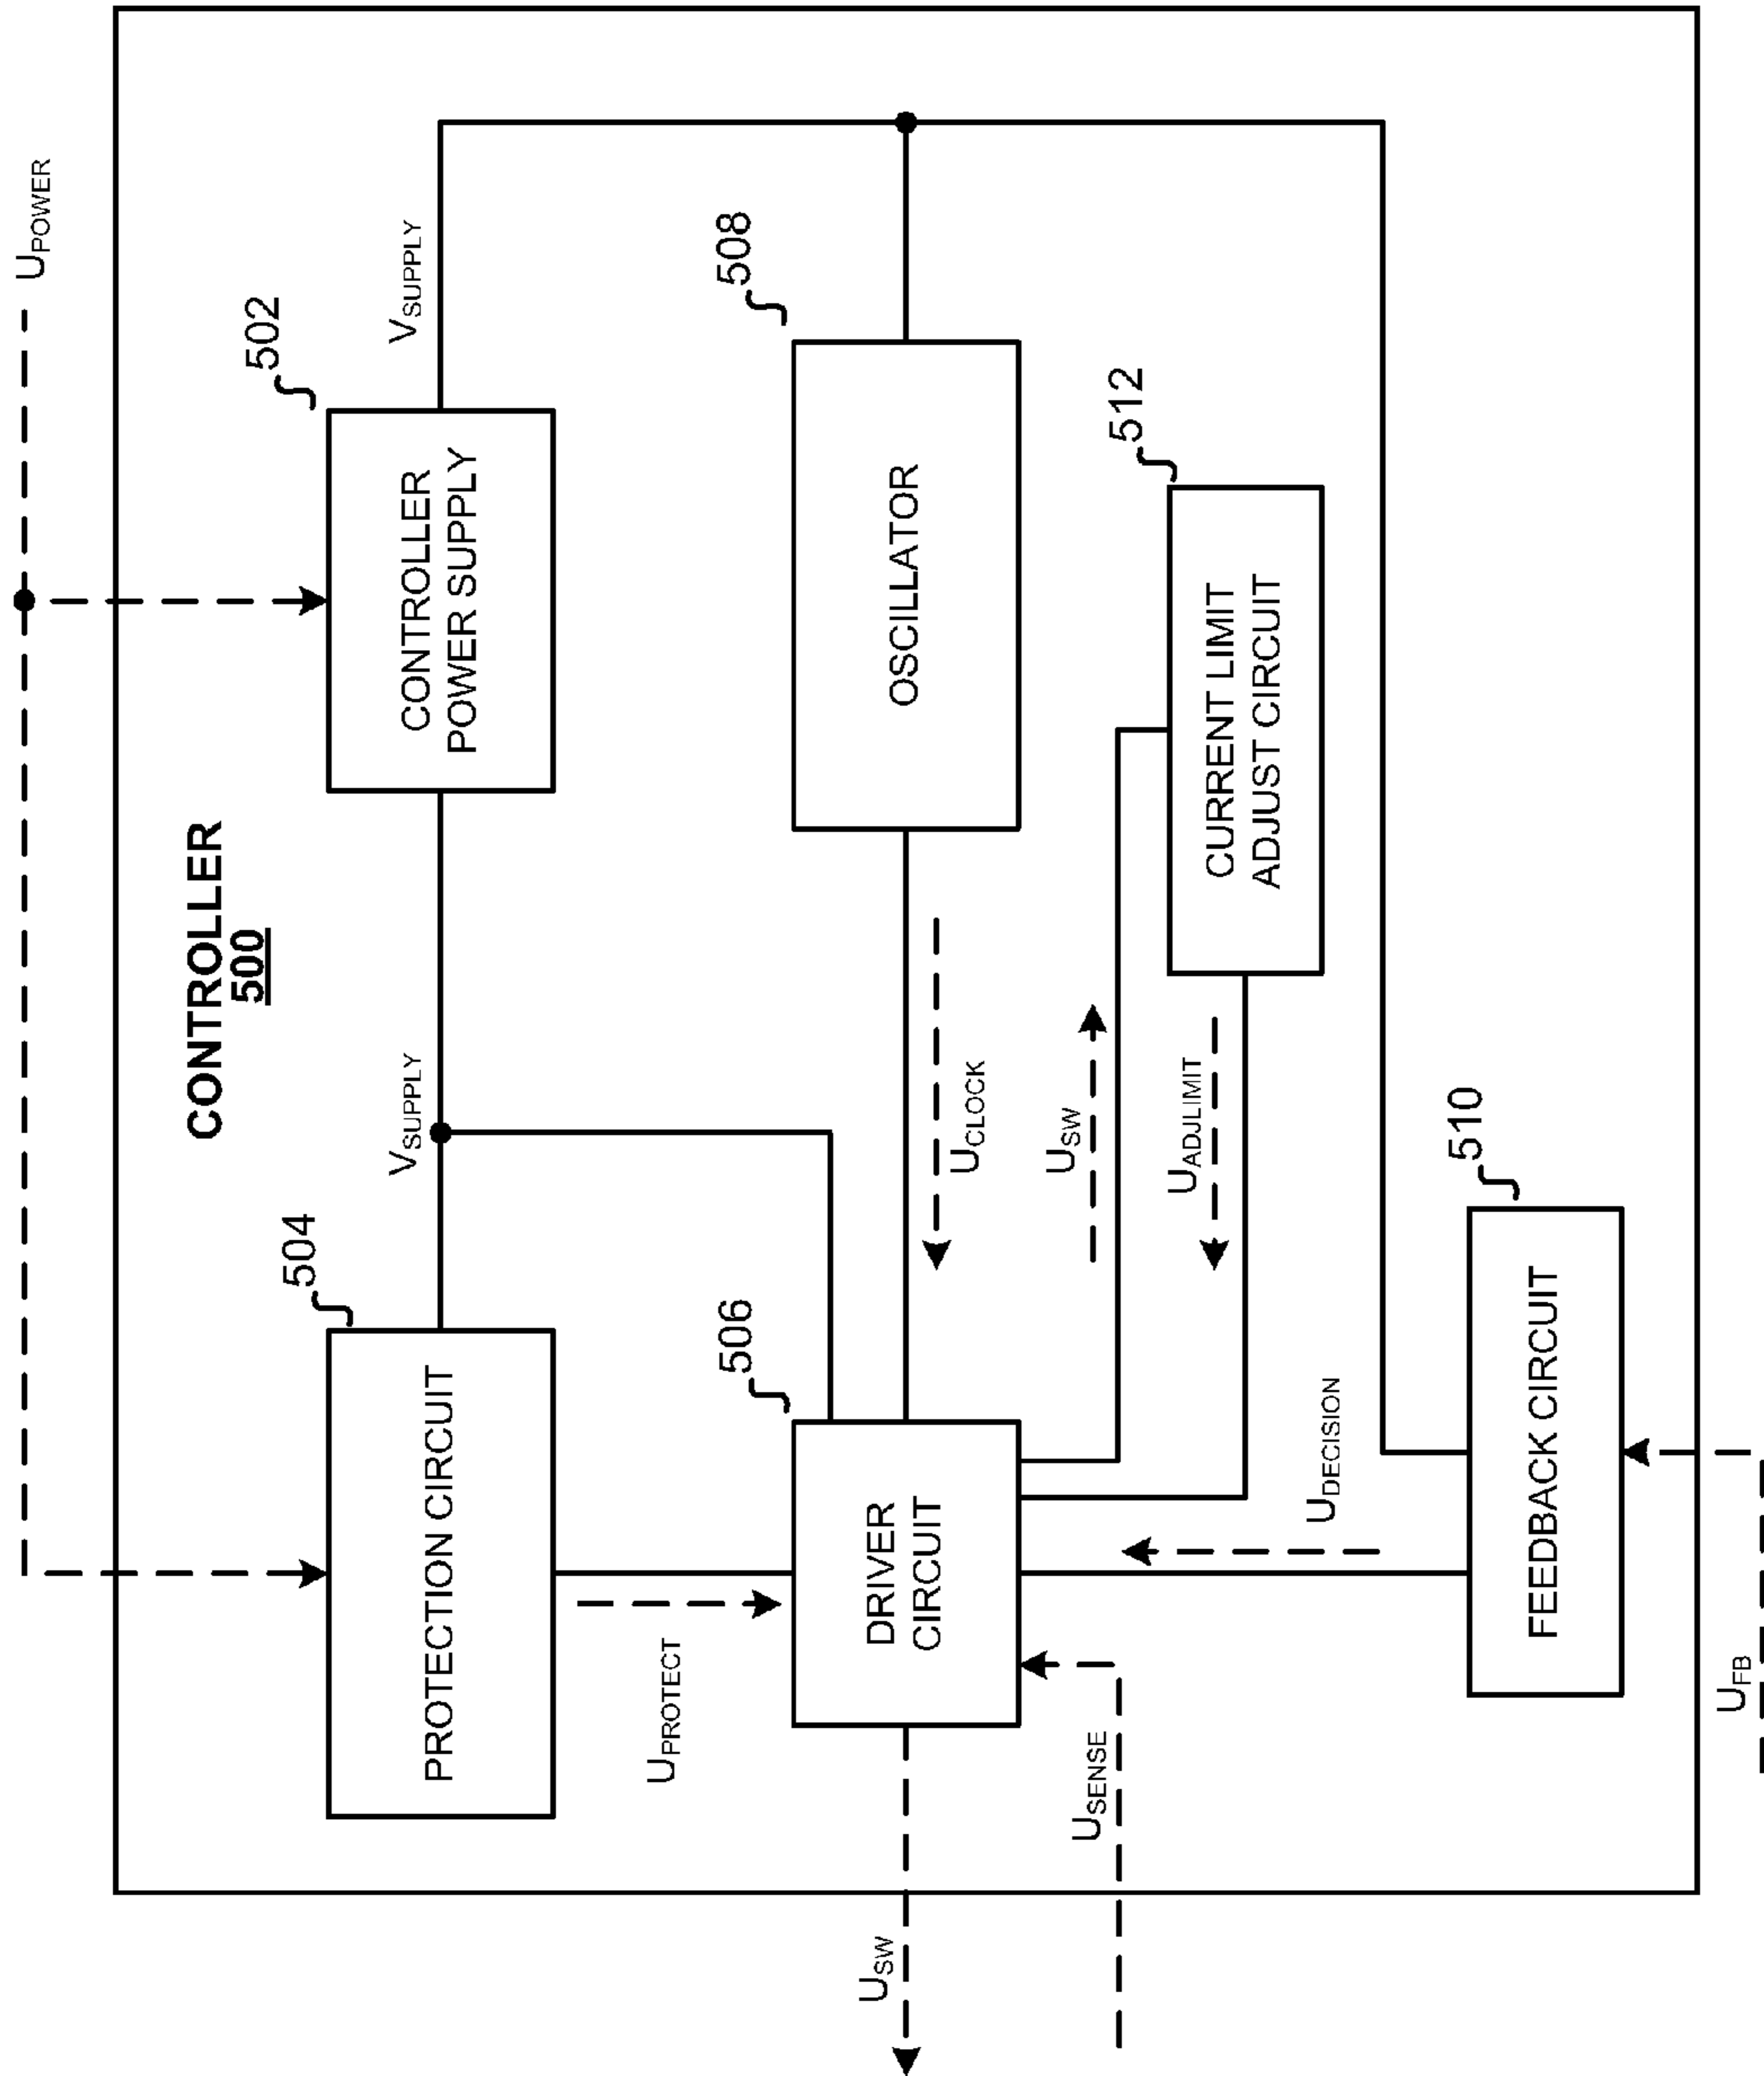 U_POWER
CONTROLLER
500
504
PROTECTION CIRCUIT
V_SUPPLY
502
CONTROLLER
POWER SUPPLY
V_SUPPLY
U_PROTECT
506
DRIVER
CIRCUIT
U_SW
U_SENSE
508
OSCILLATOR
U_CLOCK
U_SW
U_ADJLIMIT
512
CURRENT LIMIT
ADJUST CIRCUIT
U_DECISION
510
FEEDBACK CIRCUIT
U_FB